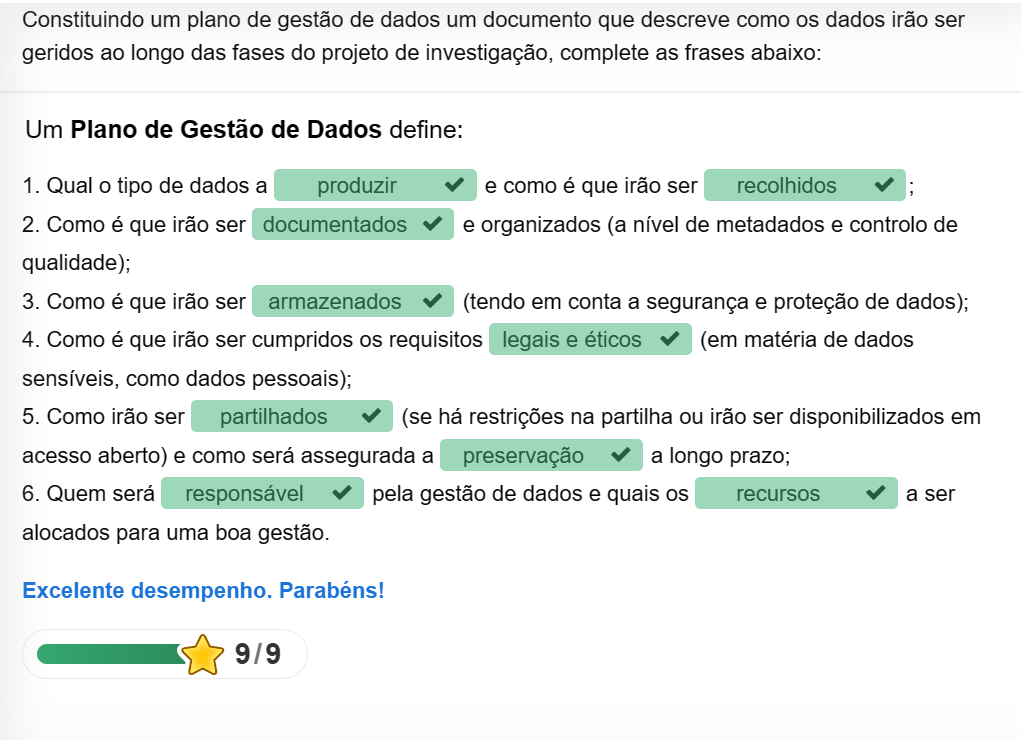 Constituindo um plano de gestão de dados um documento que descreve como os dados irão ser
geridos ao longo das fases do projeto de investigação, complete as frases abaixo:
Um Plano de Gestão de Dados define:
1. Qual o tipo de dados a produzir e como é que irão ser recolhidos ;
2. Como é que irão ser documentados e organizados (a nível de metadados e controlo de
qualidade);
3. Como é que irão ser armazenados (tendo em conta a segurança e proteção de dados);
4. Como é que irão ser cumpridos os requisitos legais e éticos (em matéria de dados
sensíveis, como dados pessoais);
5. Como irão ser partilhados (se há restrições na partilha ou irão ser disponibilizados em
acesso aberto) e como será assegurada a preservação a longo prazo;
6. Quem será responsável pela gestão de dados e quais os recursos a ser
alocados para uma boa gestão.
Excelente desempenho. Parabéns!
9/9